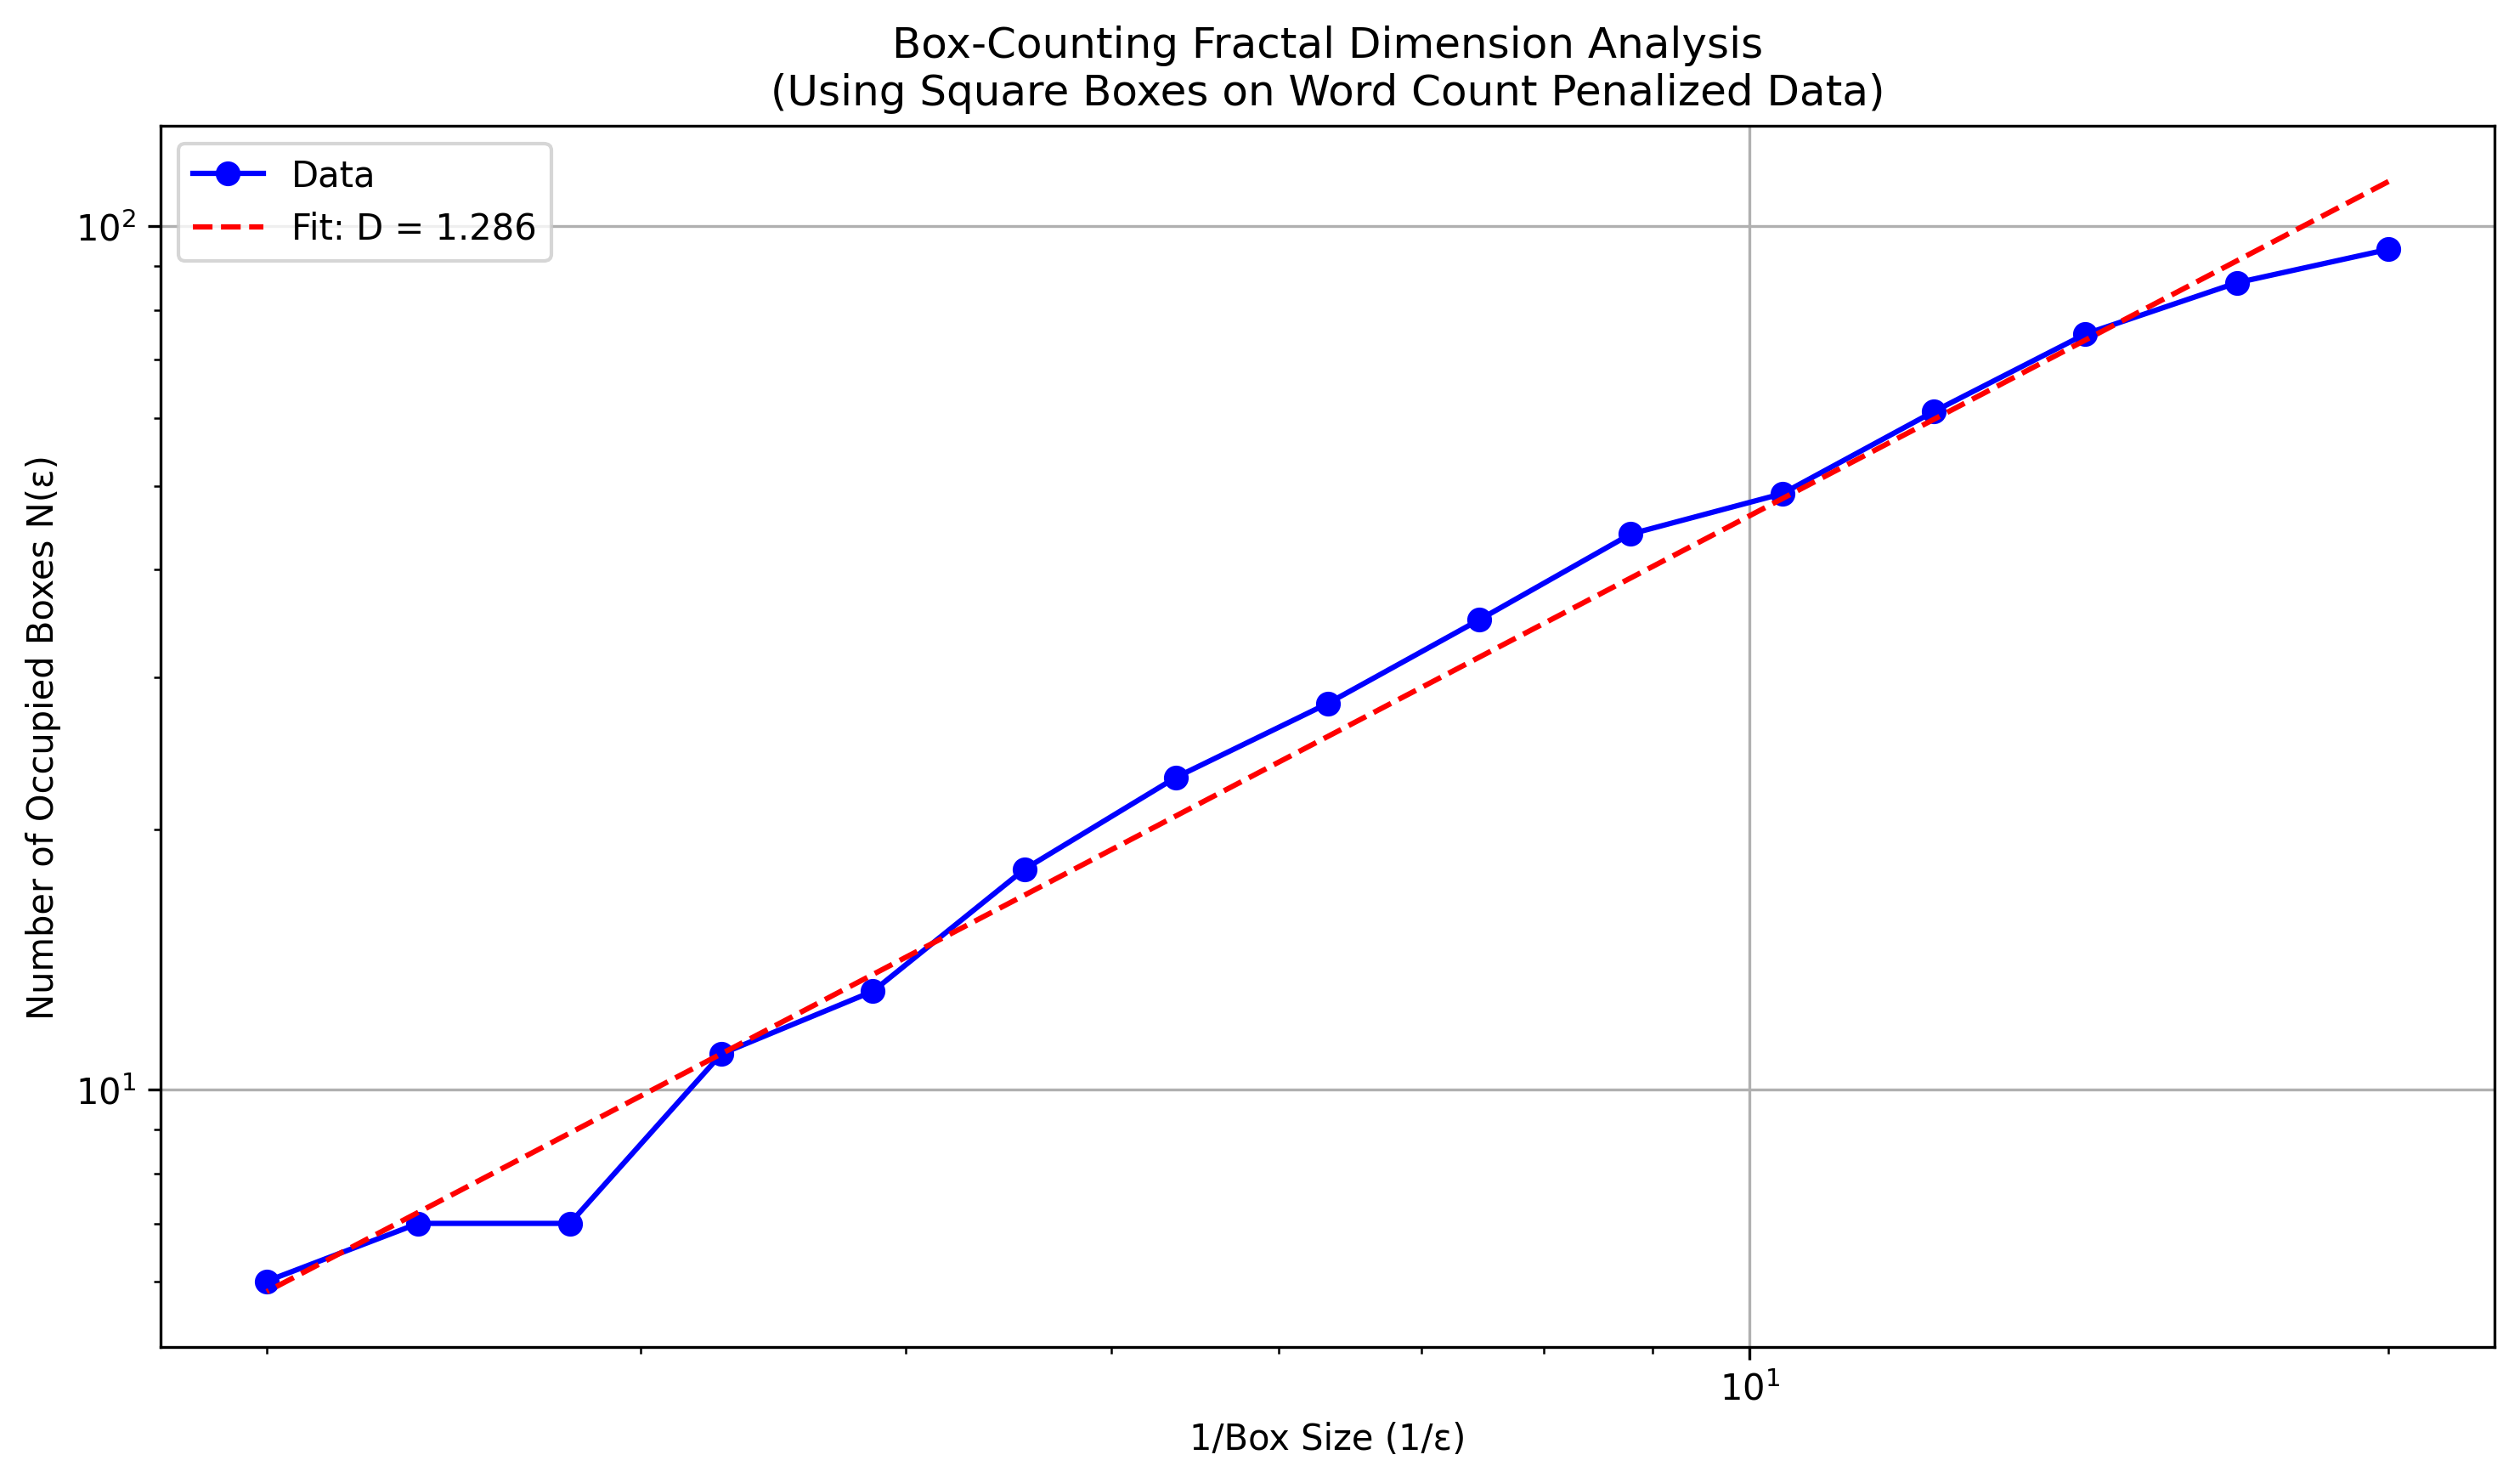 Box-Counting Fractal Dimension Analysis
(Using Square Boxes on Word Count Penalized Data)
Data
Fit: D = 1.286
10²
10¹
Number of Occupied Boxes N(ε)
10¹
1/Box Size (1/ε)